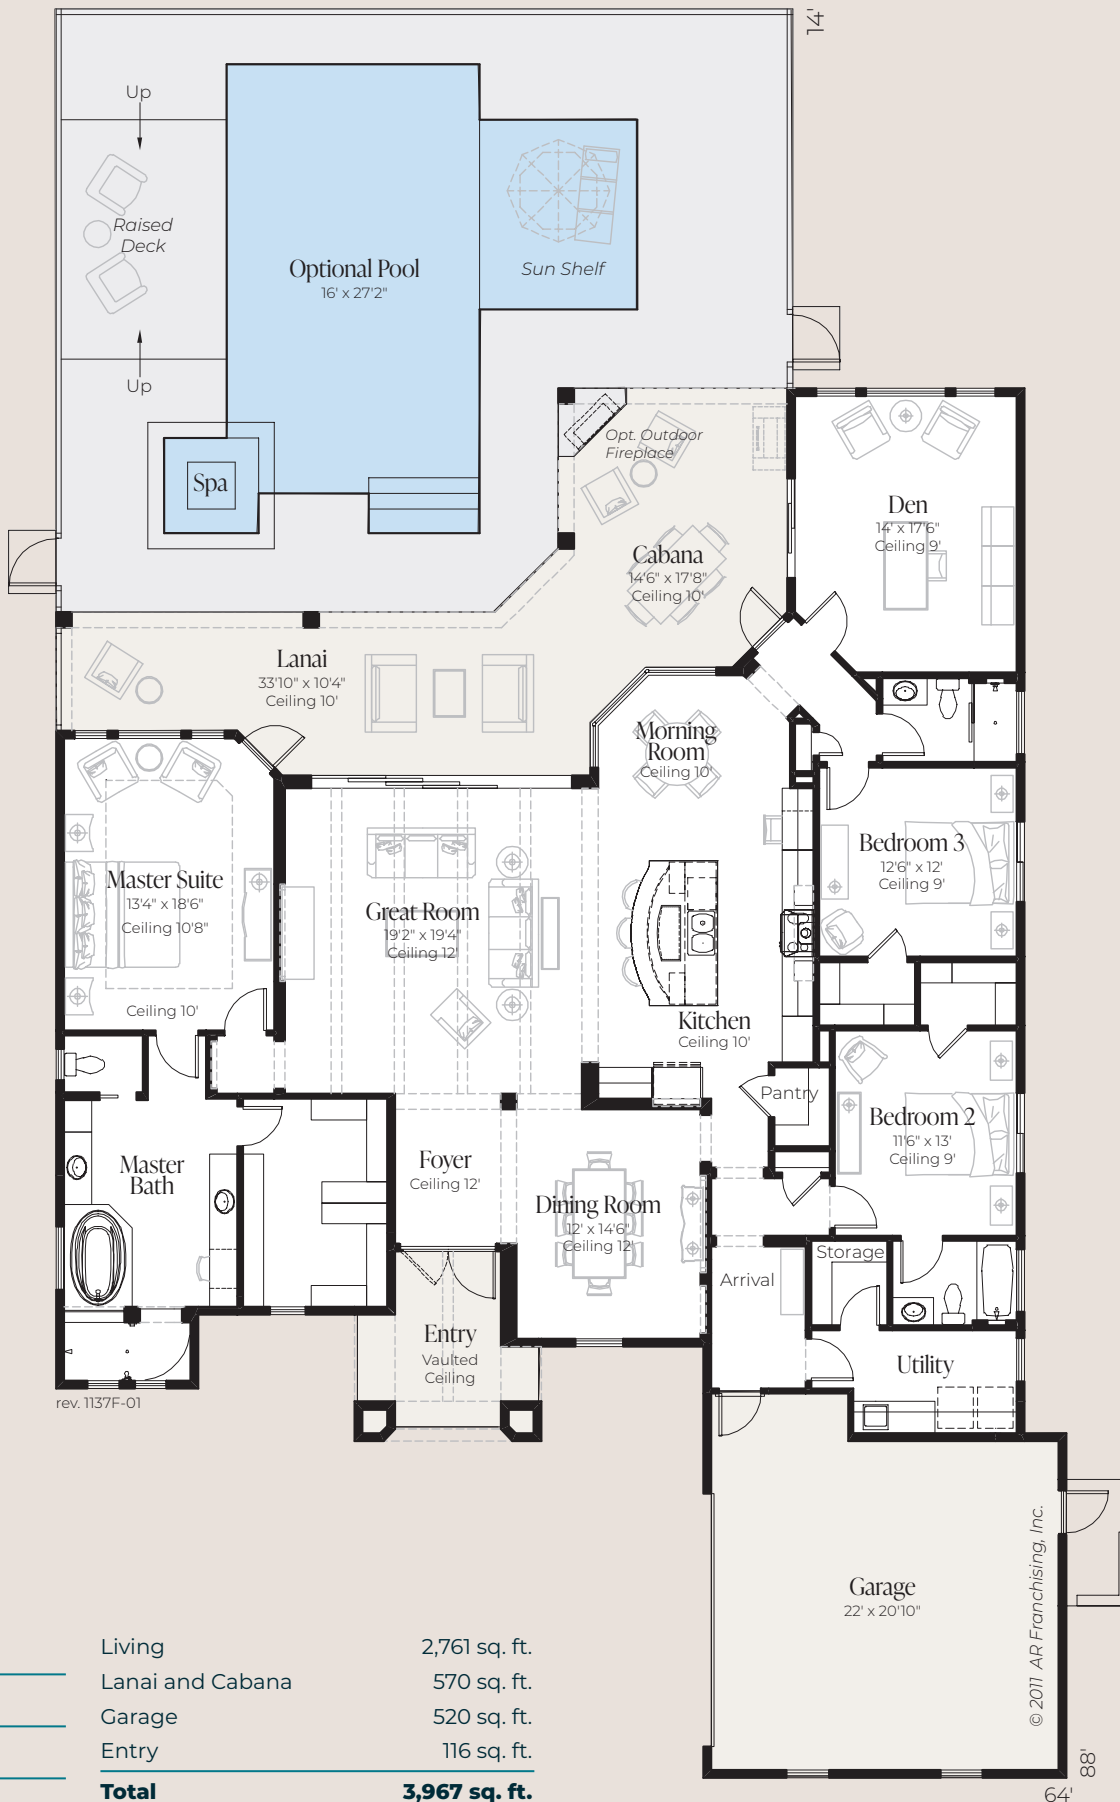 14'
Up
Raised
Deck
Up
Optional Pool
16' x 27'2"
Sun Shelf
Spa
Opt. Outdoor
Fireplace
Cabana
14'6" x 17'8"
Ceiling 10'
Den
14' x 17'6"
Ceiling 9'
Lanai
33'10" x 10'4"
Ceiling 10'
Morning
Room
Ceiling 10'
Master Suite
13'4" x 18'6"
Ceiling 10'8"
Ceiling 10'
Great Room
19'2" x 19'4"
Ceiling 12'
Bedroom 3
12'6" x 12'
Ceiling 9'
Kitchen
Ceiling 10'
Pantry
Bedroom 2
11'6" x 13'
Ceiling 9'
Master
Bath
Foyer
Ceiling 12'
Dining Room
12' x 14'6"
Ceiling 12'
Storage
Arrival
Entry
Vaulted
Ceiling
Utility
rev. 1137F-01
Garage
22' x 20'10"
© 2011 AR Franchising, Inc.
Living 2,761 sq. ft.
Lanai and Cabana 570 sq. ft.
Garage 520 sq. ft.
Entry 116 sq. ft.
Total 3,967 sq. ft.
88'
64'